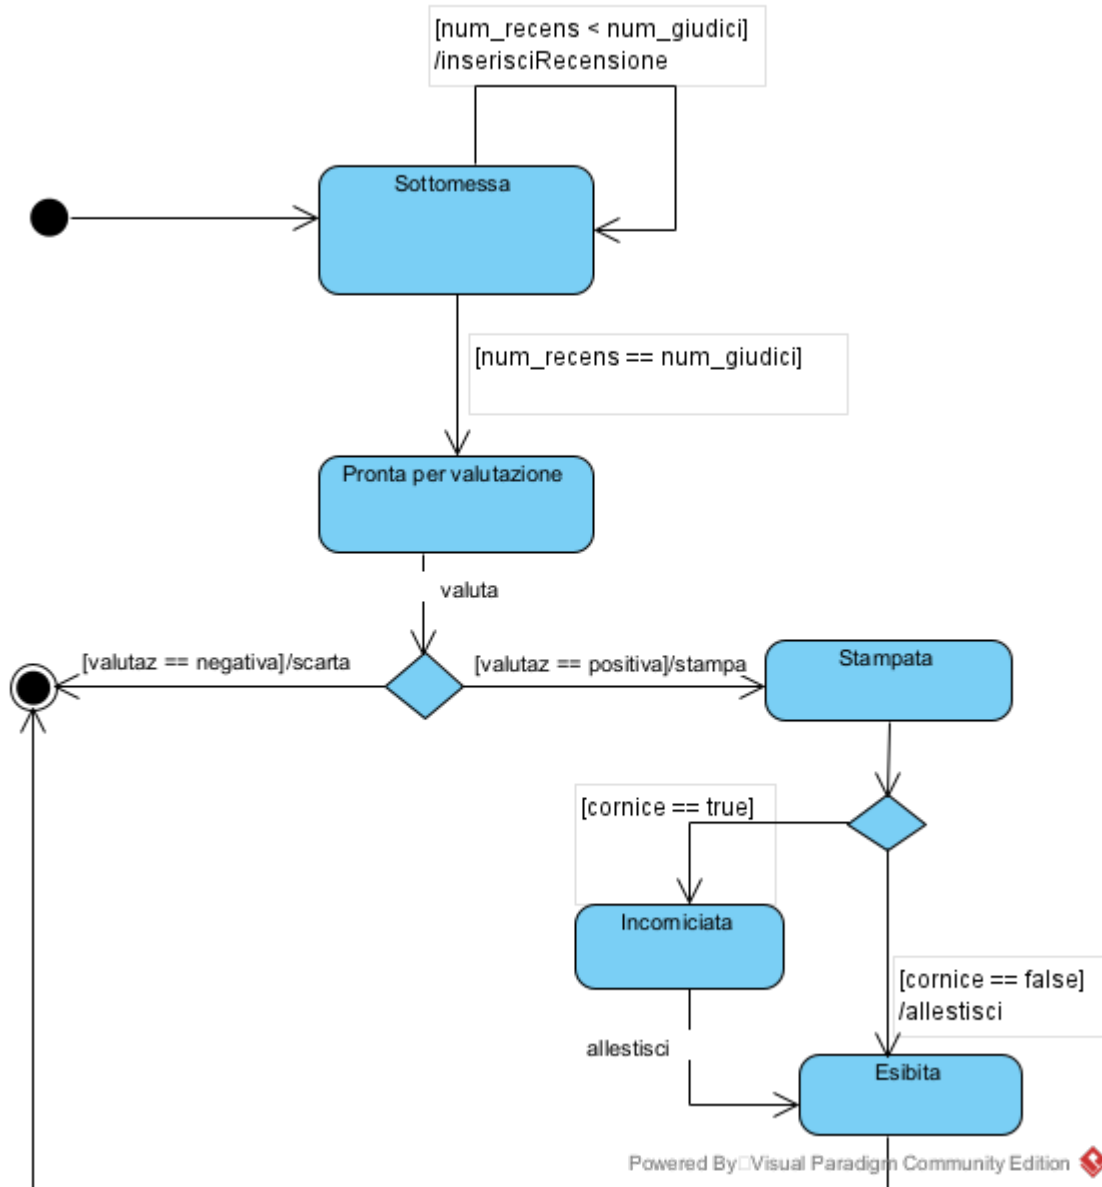 [num_recens < num_giudici]
/inserisciRecensione
Sottomessa
[num_recens == num_giudici]
Pronta per valutazione
valuta
[valutaz == negativa]/scarta
[valutaz == positiva]/stampa
Stampata
[cornice == true]
Incorniciata
[cornice == false]
/allestisci
allestisci
Esibita
Powered By Visual Paradigm Community Edition